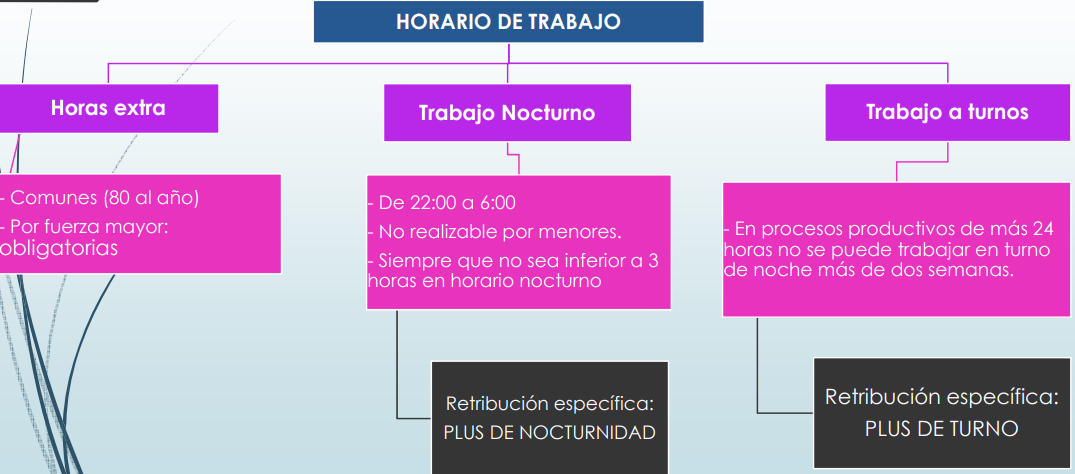 HORARIO DE TRABAJO
Horas extra
- Comunes (80 al año)
- Por fuerza mayor:
obligatorias
Trabajo Nocturno
- De 22:00 a 6:00
- No realizable por menores.
- Siempre que no sea inferior a 3
horas en horario nocturno
Retribución específica:
PLUS DE NOCTURNIDAD
Trabajo a turnos
- En procesos productivos de más 24
horas no se puede trabajar en turno
de noche más de dos semanas.
Retribución específica:
PLUS DE TURNO